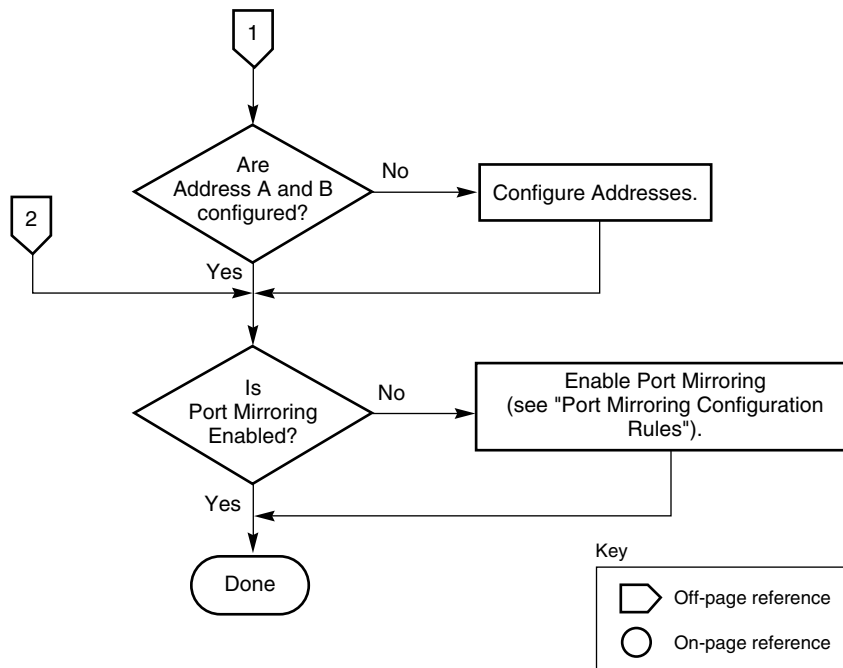 1
Are
Address A and B
configured?
No
Configure Addresses.
2
Yes
Is
Port Mirroring
Enabled?
No
Enable Port Mirroring
(see "Port Mirroring Configuration
Rules").
Yes
Done
Key
Off-page reference
On-page reference